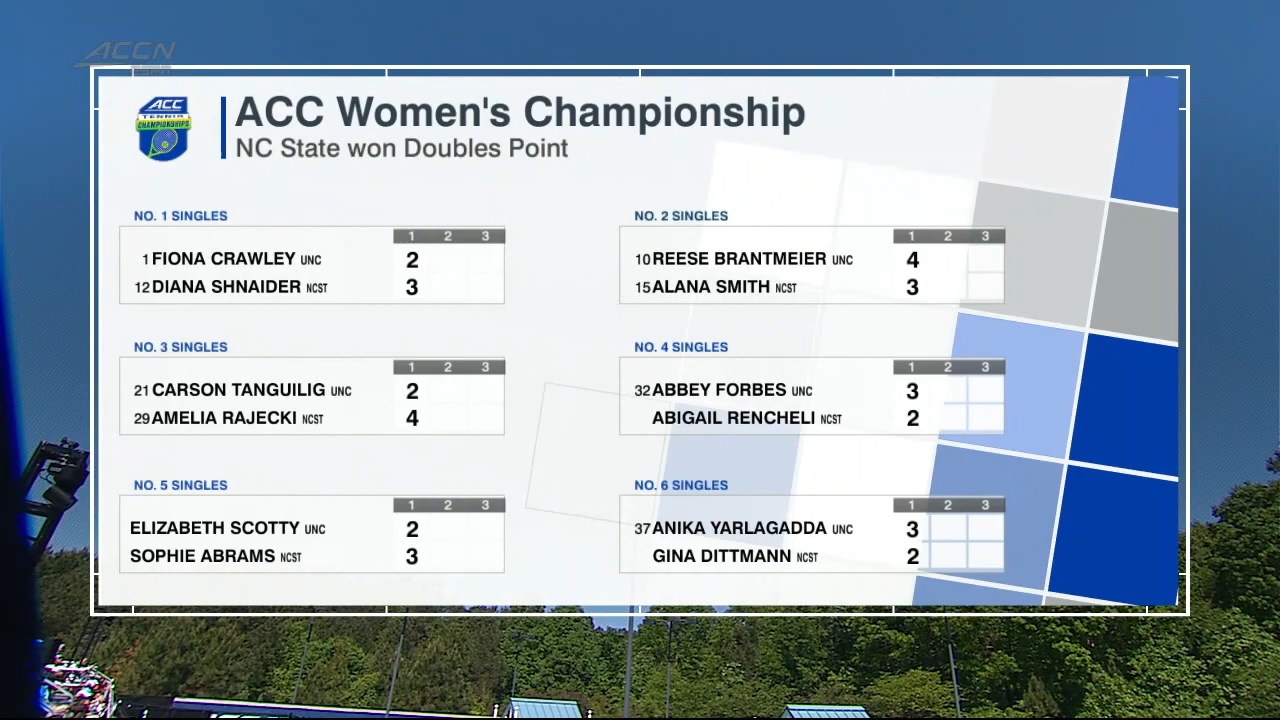 ACCN
ESPN
ACC
TENNIS
CHAMPIONSHIPS
ACC Women's Championship
NC State won Doubles Point
NO. 1 SINGLES
1 2 3
1 FIONA CRAWLEY UNC 2
12 DIANA SHNAIDER NCST 3
NO. 2 SINGLES
1 2 3
10 REESE BRANTMEIER UNC 4
15 ALANA SMITH NCST 3
NO. 3 SINGLES
1 2 3
21 CARSON TANGUILIG UNC 2
29 AMELIA RAJECKI NCST 4
NO. 4 SINGLES
1 2 3
32 ABBEY FORBES UNC 3
ABIGAIL RENCHELI NCST 2
NO. 5 SINGLES
1 2 3
ELIZABETH SCOTTY UNC 2
SOPHIE ABRAMS NCST 3
NO. 6 SINGLES
1 2 3
37 ANIKA YARLAGADDA UNC 3
GINA DITTMANN NCST 2